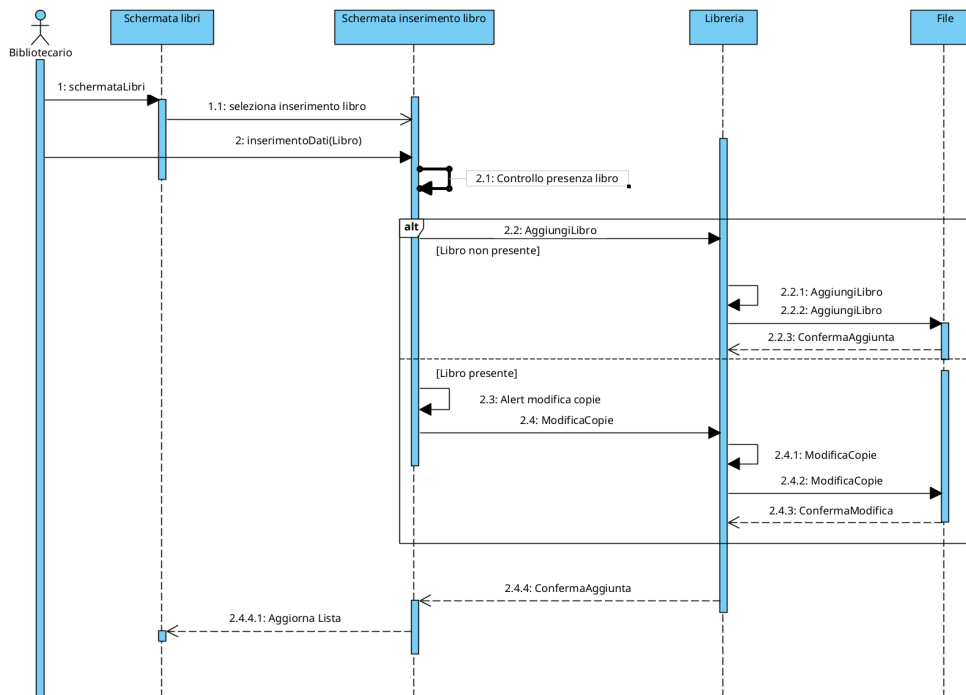 Schermata libri
Schermata inserimento libro
Libreria
File
Bibliotecario
1: schermataLibri
1.1: seleziona inserimento libro
2: inserimentoDati(Libro)
2.1: Controllo presenza libro
alt
2.2: AggiungiLibro
[Libro non presente]
2.2.1: AggiungiLibro
2.2.2: AggiungiLibro
2.2.3: ConfermaAggiunta
[Libro presente]
2.3: Alert modifica copie
2.4: ModificaCopie
2.4.1: ModificaCopie
2.4.2: ModificaCopie
2.4.3: ConfermaModifica
2.4.4: ConfermaAggiunta
2.4.4.1: Aggiorna Lista